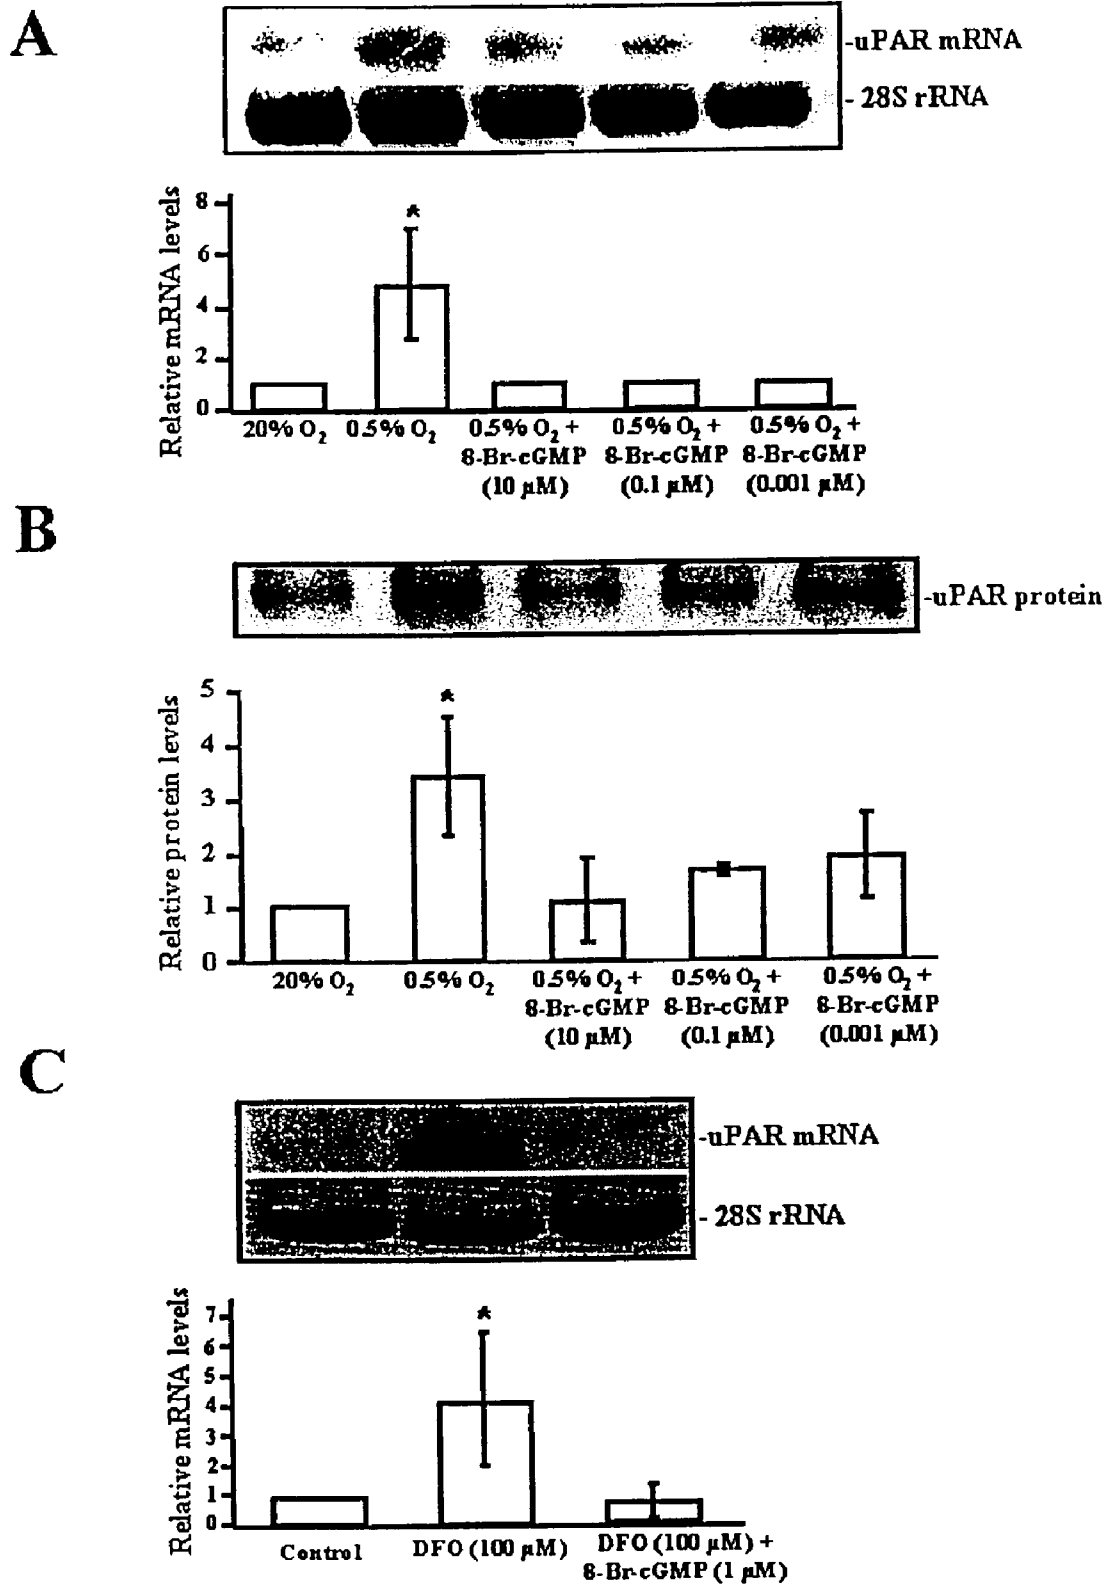 A
-uPAR mRNA
- 28S rRNA
Relative mRNA levels
8
*
6
4
2
0
20% O2 0.5% O2 0.5% O2 + 0.5% O2 + 0.5% O2 +
8-Br-cGMP 8-Br-cGMP 8-Br-cGMP
(10 µM) (0.1 µM) (0.001 µM)
B
-uPAR protein
Relative protein levels
5
*
4
3
2
1
0
20% O2 0.5% O2 0.5% O2 + 0.5% O2 + 0.5% O2 +
8-Br-cGMP 8-Br-cGMP 8-Br-cGMP
(10 µM) (0.1 µM) (0.001 µM)
C
-uPAR mRNA
- 28S rRNA
Relative mRNA levels
7
*
6
5
4
3
2
1
0
Control DFO (100 µM) DFO (100 µM) +
8-Br-cGMP (1 µM)